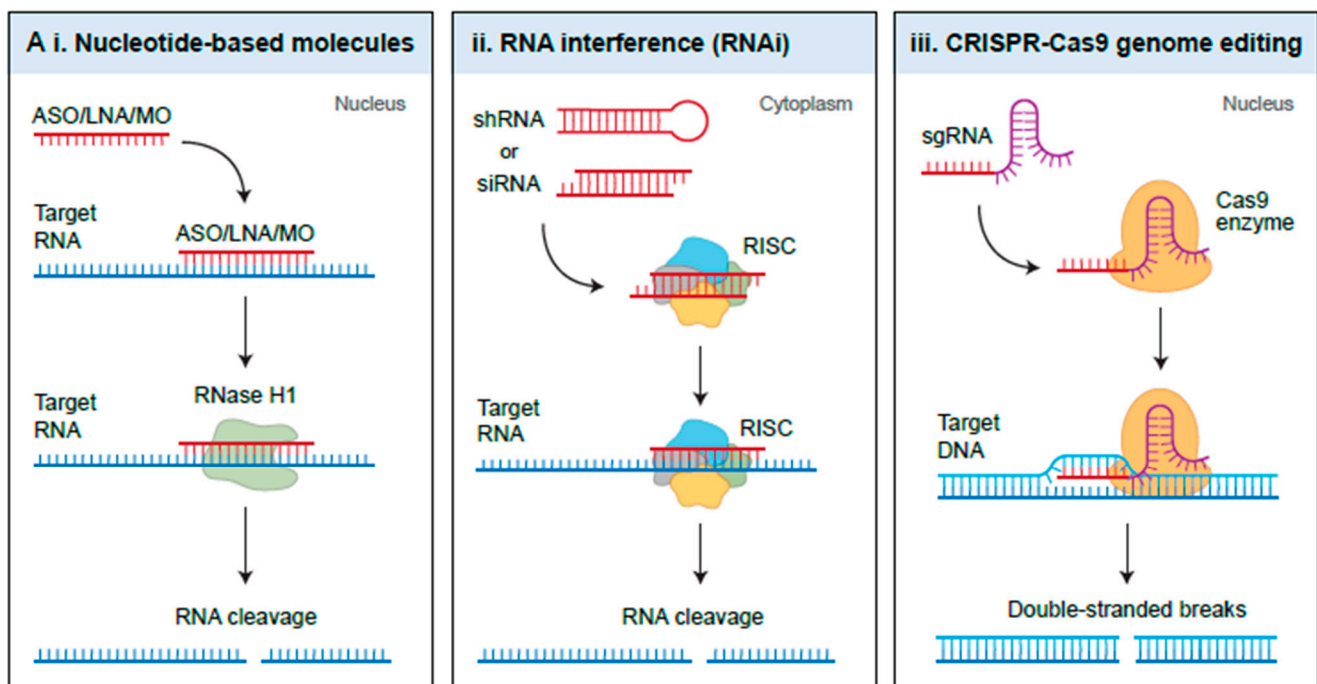 A i. Nucleotide-based molecules
Nucleus
ASO/LNA/MO
Target
RNA
ASO/LNA/MO
Target
RNA
RNase H1
RNA cleavage
ii. RNA interference (RNAi)
Cytoplasm
shRNA
or
siRNA
RISC
Target
RNA
RISC
RNA cleavage
iii. CRISPR-Cas9 genome editing
Nucleus
sgRNA
Cas9
enzyme
Target
DNA
Double-stranded breaks